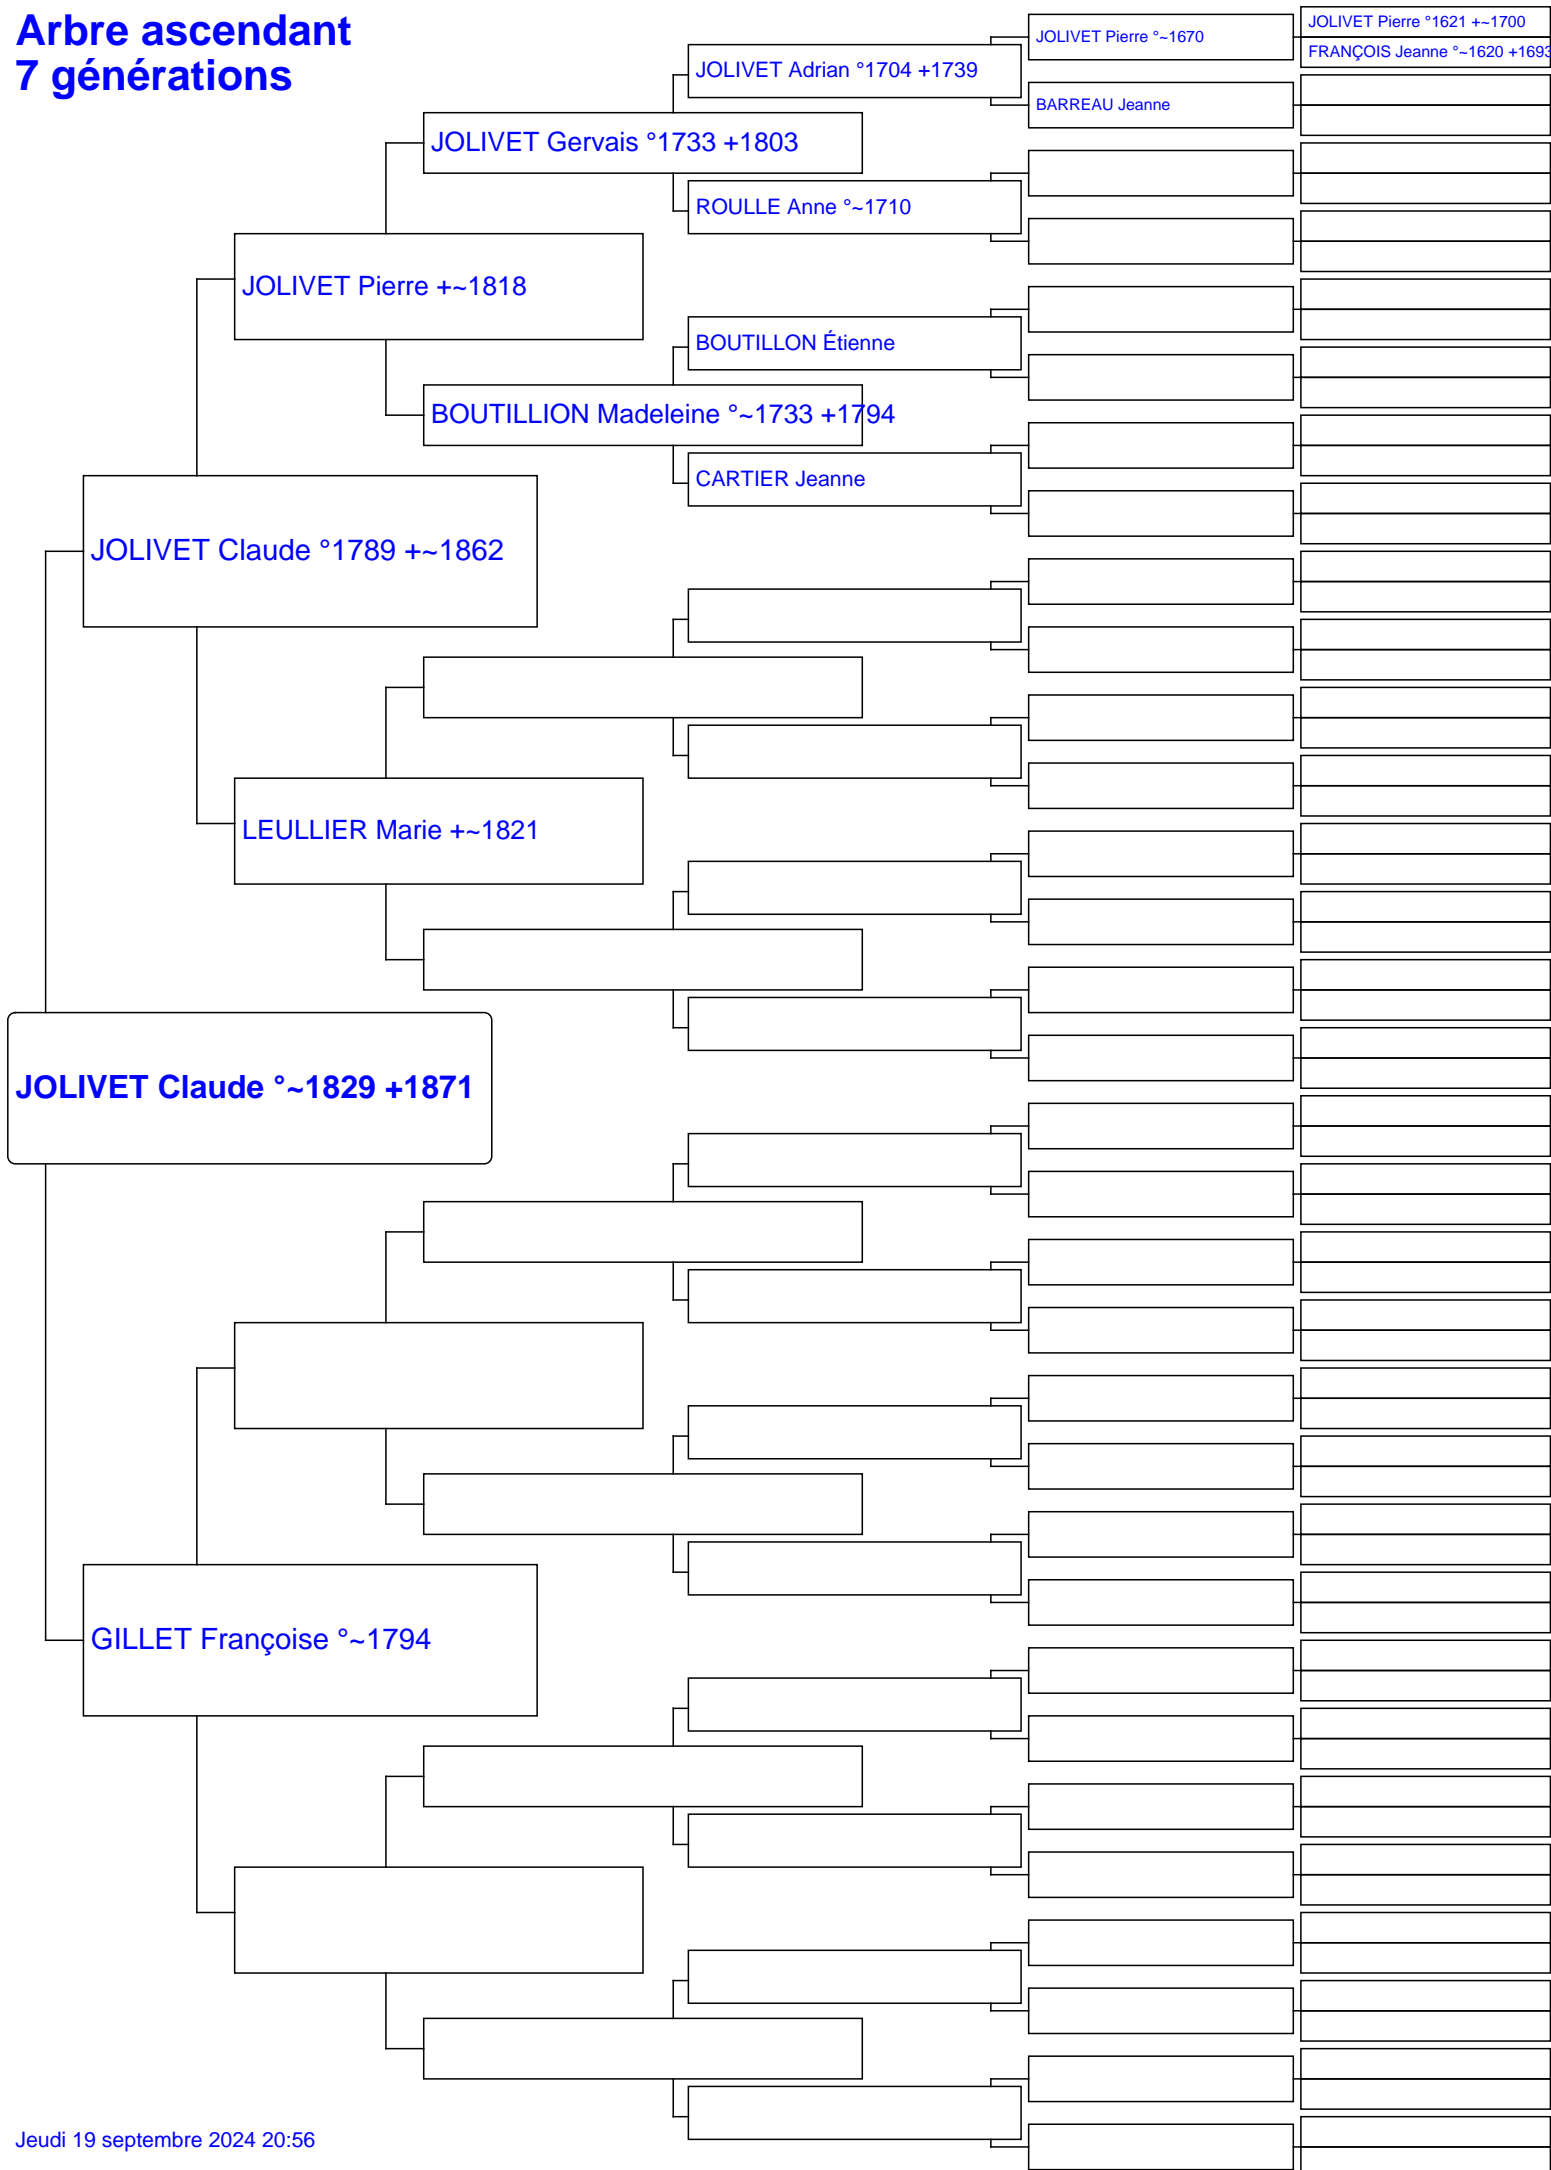 Arbre ascendant
7 générations
JOLIVET Pierre °1621 +~1700
JOLIVET Pierre °~1670
FRANÇOIS Jeanne °~1620 +1693
JOLIVET Adrian °1704 +1739
BARREAU Jeanne
JOLIVET Gervais °1733 +1803
ROULLE Anne °~1710
JOLIVET Pierre +~1818
BOUTILLON Étienne
BOUTILLION Madeleine °~1733 +1794
CARTIER Jeanne
JOLIVET Claude °1789 +~1862
LEULLIER Marie +~1821
JOLIVET Claude °~1829 +1871
GILLET Françoise °~1794
Jeudi 19 septembre 2024 20:56